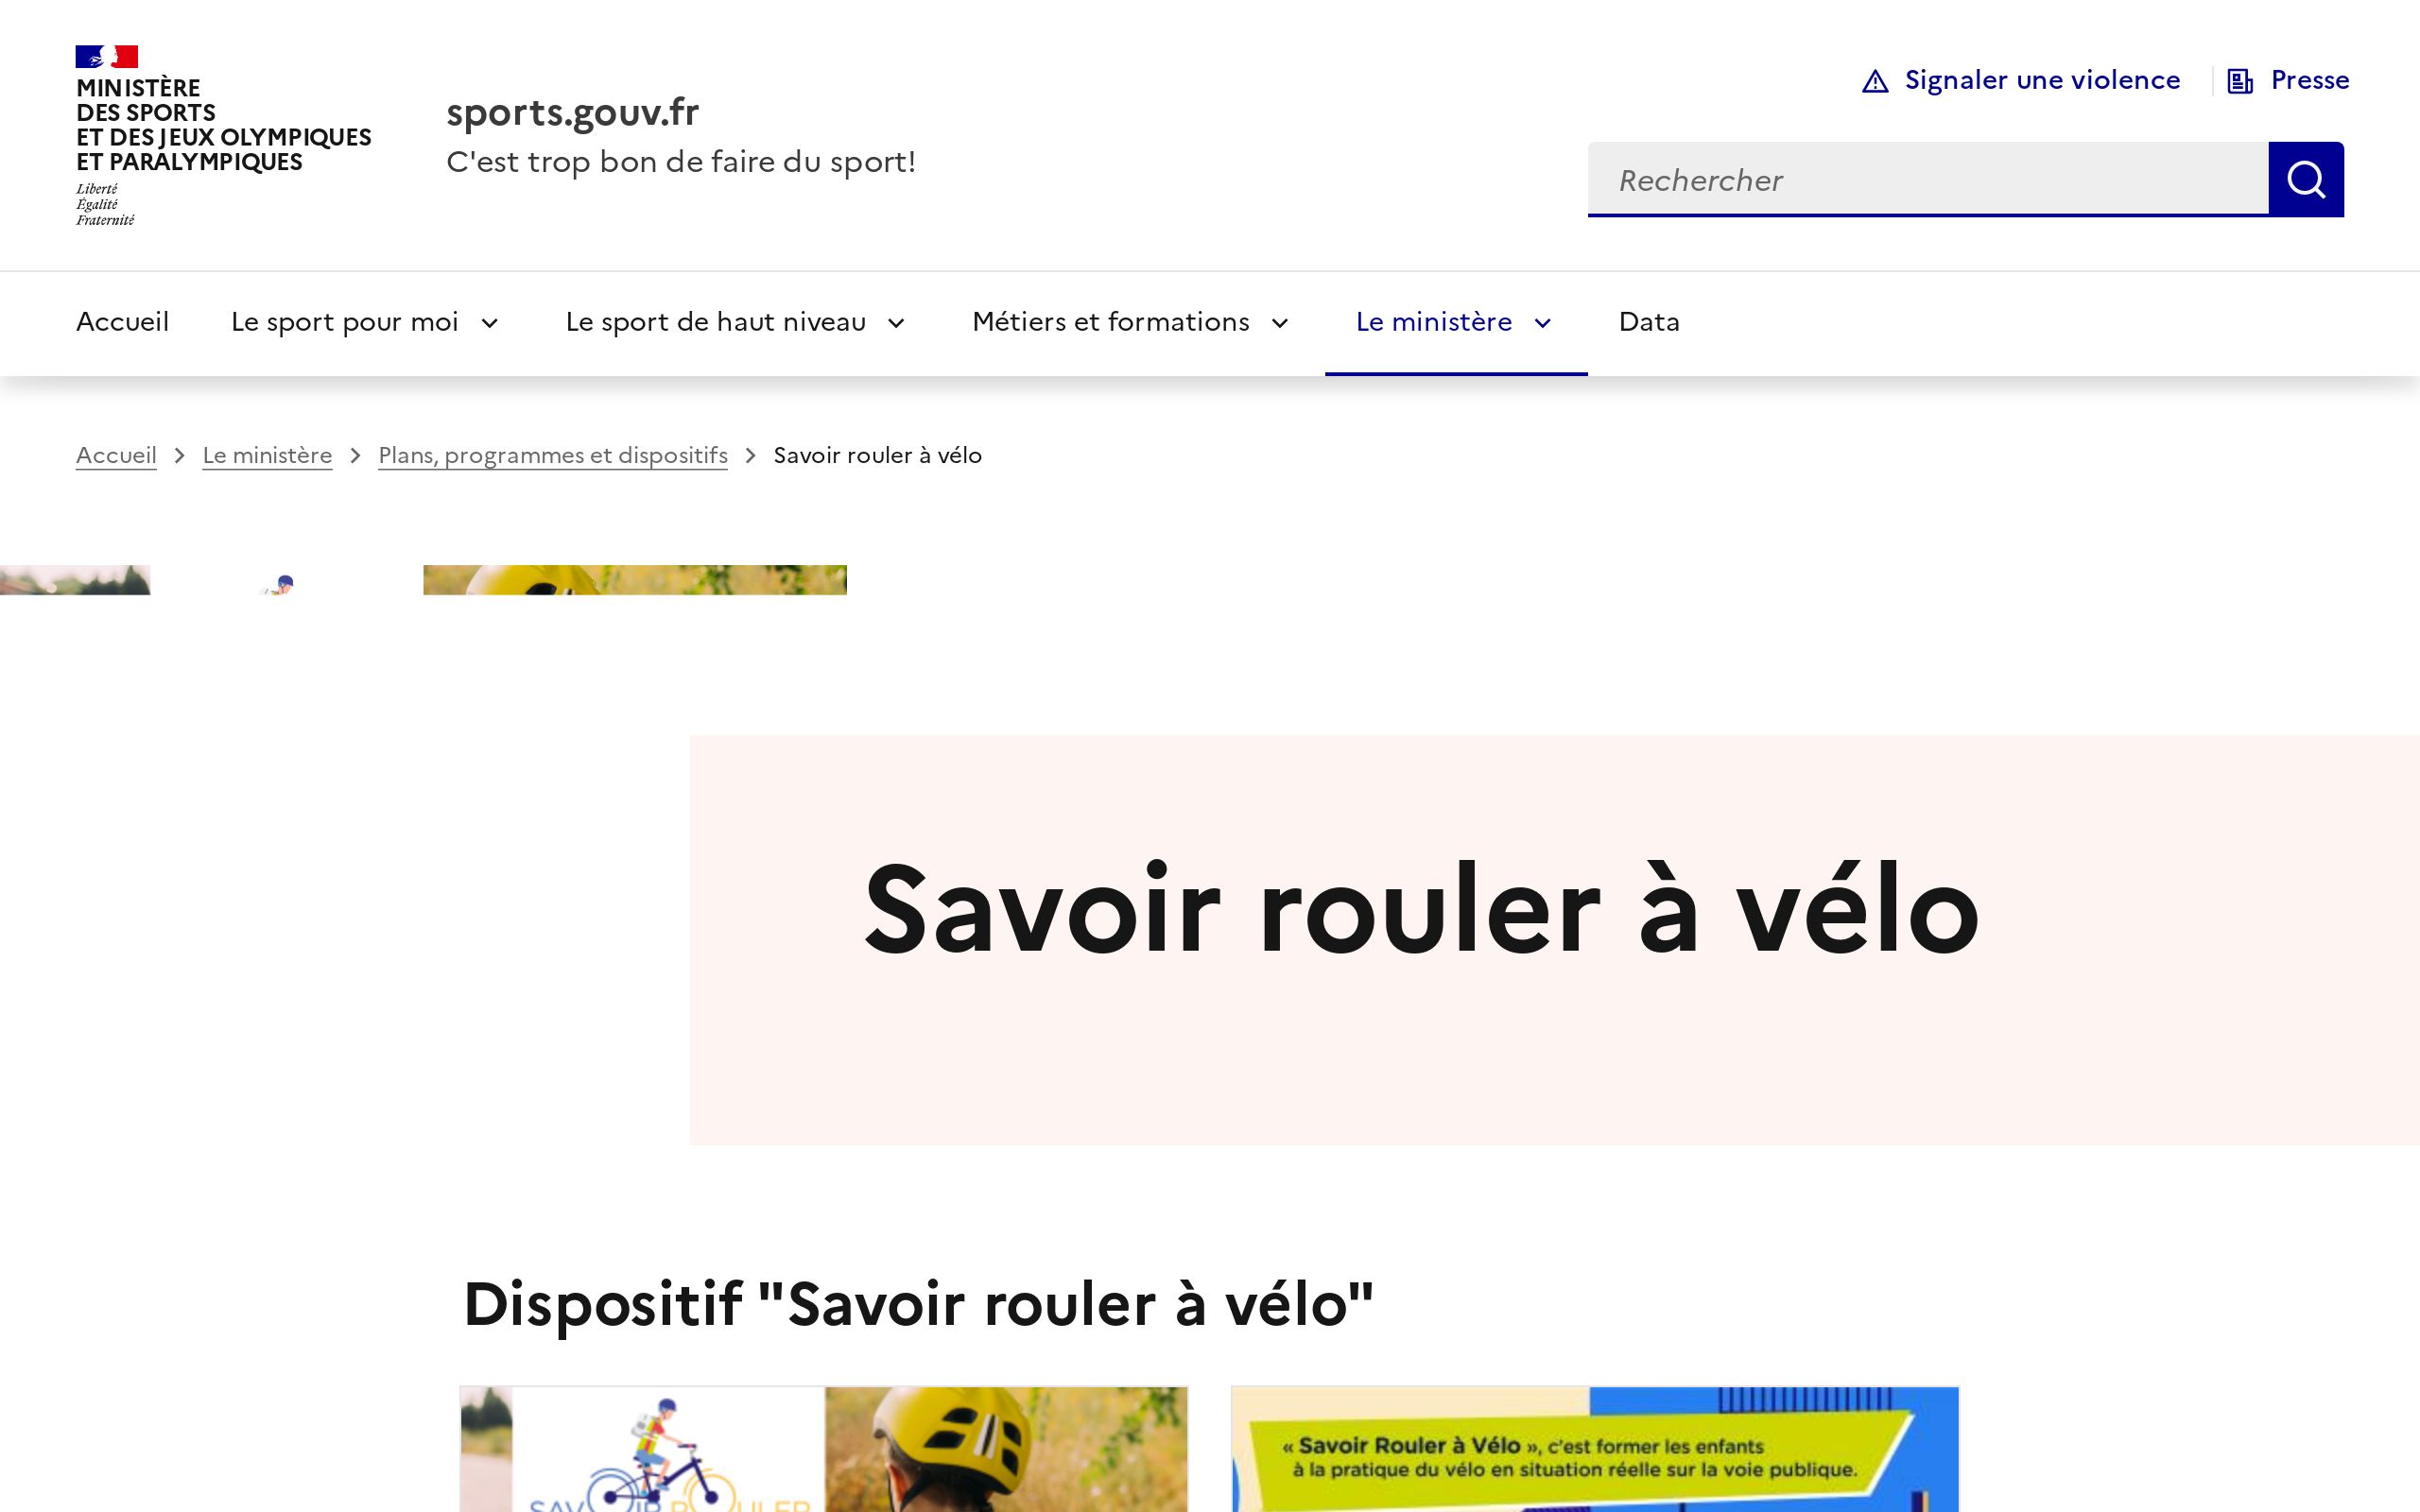 MINISTÈRE
DES SPORTS
ET DES JEUX OLYMPIQUES
ET PARALYMPIQUES
Liberté
Égalité
Fraternité
sports.gouv.fr
C'est trop bon de faire du sport!
Signaler une violence
Presse
Rechercher
Accueil Le sport pour moi Le sport de haut niveau Métiers et formations Le ministère Data
Accueil > Le ministère > Plans, programmes et dispositifs > Savoir rouler à vélo
Savoir rouler à vélo
Dispositif "Savoir rouler à vélo"
SAVOIR ROULER
« Savoir Rouler à Vélo », c'est former les enfants
à la pratique du vélo en situation réelle sur la voie publique.